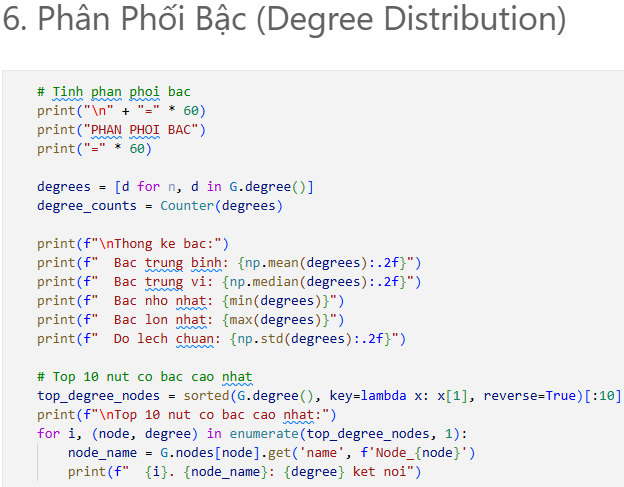 6. Phân Phối Bậc (Degree Distribution)
# Tinh phan phoi bac
print("\n" + "=" * 60)
print("PHAN PHOI BAC")
print("=" * 60)
degrees = [d for n, d in G.degree()]
degree_counts = Counter(degrees)
print(f"\nThong ke bac:")
print(f"  Bac trung binh: {np.mean(degrees):.2f}")
print(f"  Bac trung vi: {np.median(degrees):.2f}")
print(f"  Bac nho nhat: {min(degrees)}")
print(f"  Bac lon nhat: {max(degrees)}")
print(f"  Do lech chuan: {np.std(degrees):.2f}")
# Top 10 nut co bac cao nhat
top_degree_nodes = sorted(G.degree(), key=lambda x: x[1], reverse=True)[:10]
print(f"\nTop 10 nut co bac cao nhat:")
for i, (node, degree) in enumerate(top_degree_nodes, 1):
    node_name = G.nodes[node].get('name', f'Node_{node}')
    print(f"  {i}. {node_name}: {degree} ket noi")